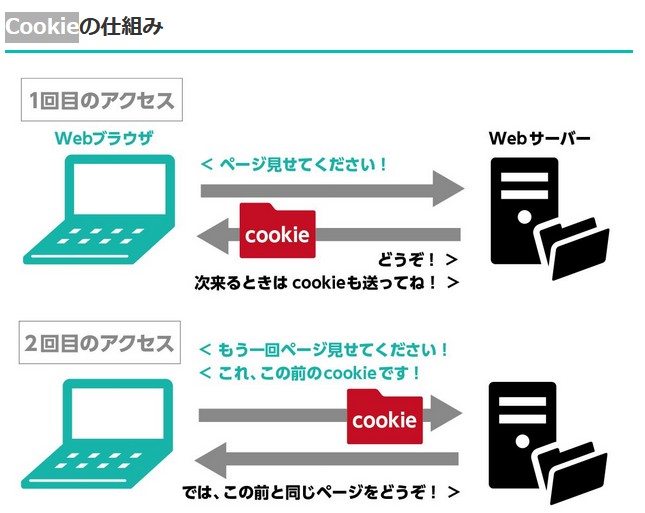 Cookieの仕組み
1回目のアクセス
Webブラウザ
Webサーバー
< ページ見せてください！
cookie
どうぞ！ >
次来るときは cookieも送ってね！ >
2回目のアクセス
< もう一回ページ見せてください！
< これ、この前のcookieです！
cookie
では、この前と同じページをどうぞ！ >